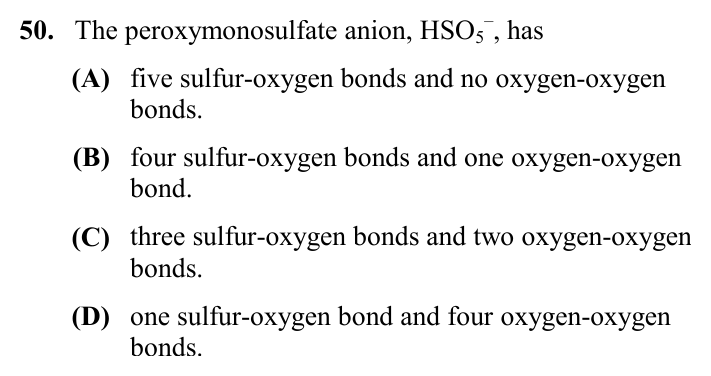 50. The peroxymonosulfate anion, HSO₅⁻, has
(A) five sulfur-oxygen bonds and no oxygen-oxygen
bonds.
(B) four sulfur-oxygen bonds and one oxygen-oxygen
bond.
(C) three sulfur-oxygen bonds and two oxygen-oxygen
bonds.
(D) one sulfur-oxygen bond and four oxygen-oxygen
bonds.